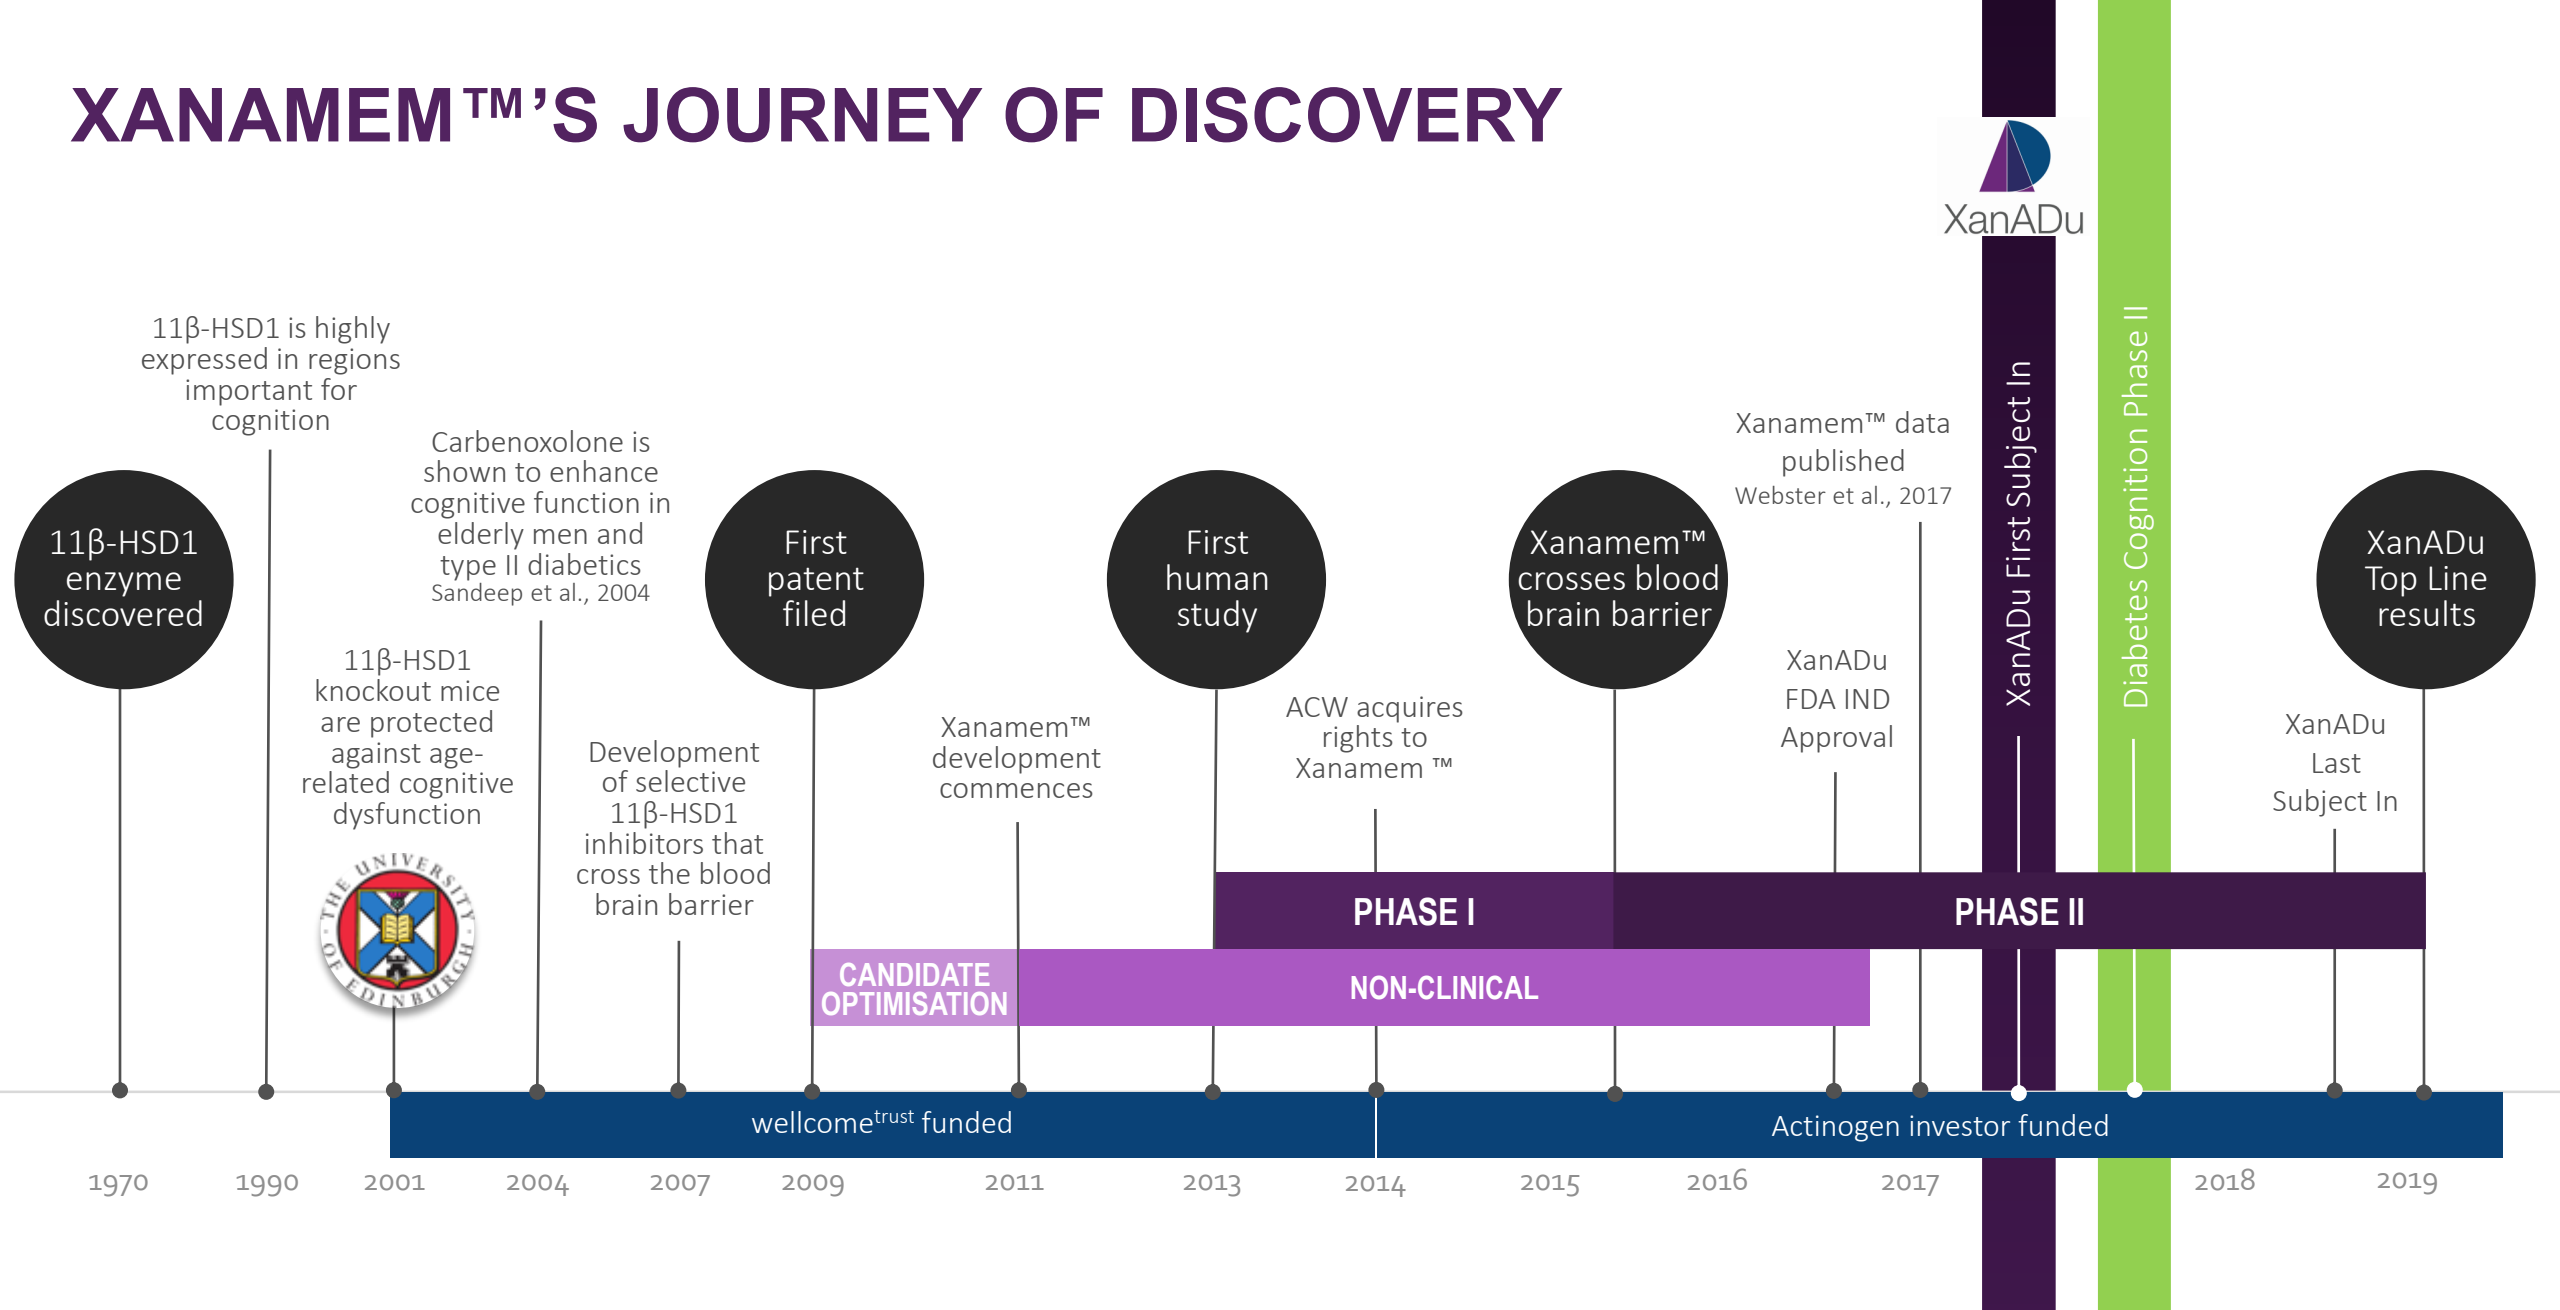 XANAMEM™’S JOURNEY OF DISCOVERY
XanADu
11β-HSD1 is highly
expressed in regions
important for
cognition
11β-HSD1
enzyme
discovered
11β-HSD1
knockout mice
are protected
against age-
related cognitive
dysfunction
THE UNIVERSITY OF EDINBURGH
Carbenoxolone is
shown to enhance
cognitive function in
elderly men and
type II diabetics
Sandeep et al., 2004
Development
of selective
11β-HSD1
inhibitors that
cross the blood
brain barrier
First
patent
filed
Xanamem™
development
commences
First
human
study
ACW acquires
rights to
Xanamem ™
Xanamem™
crosses blood
brain barrier
Xanamem™ data
published
Webster et al., 2017
XanADu
FDA IND
Approval
XanADu First Subject In
Diabetes Cognition Phase II
XanADu
Last
Subject In
XanADu
Top Line
results
PHASE I
PHASE II
CANDIDATE
OPTIMISATION
NON-CLINICAL
wellcometrust funded
Actinogen investor funded
1970
1990
2001
2004
2007
2009
2011
2013
2014
2015
2016
2017
2018
2019